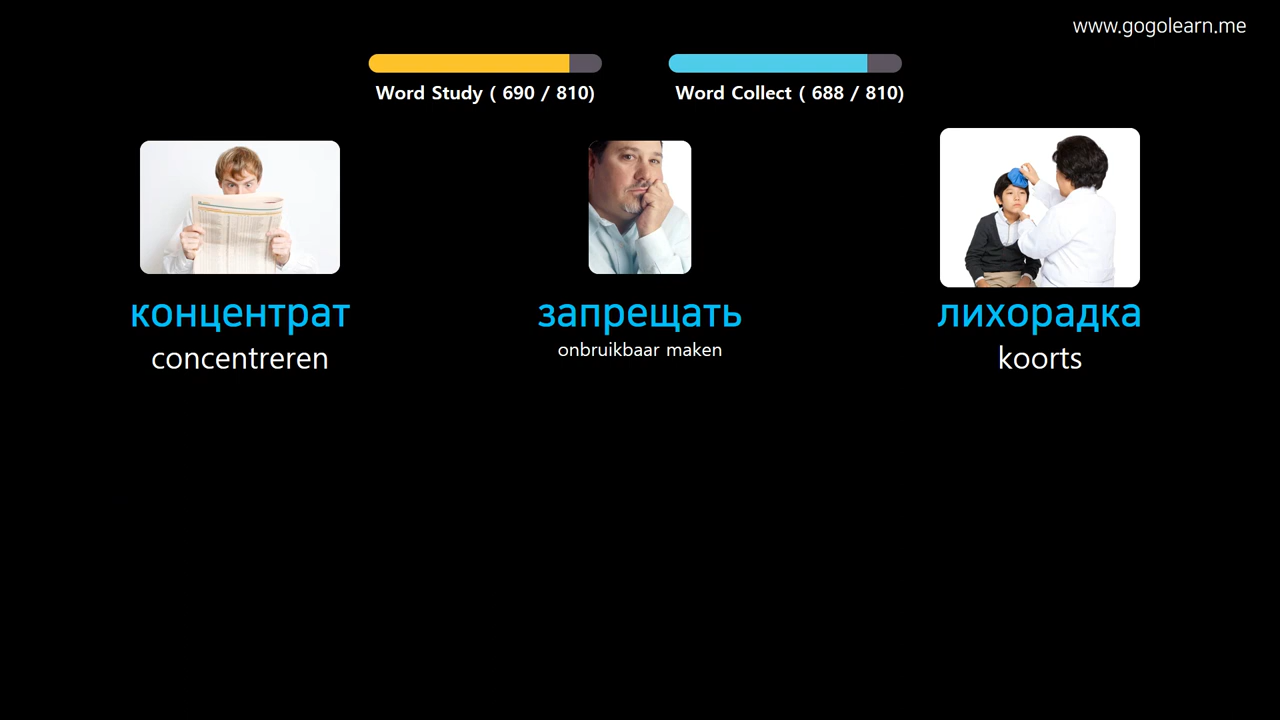 www.gogolearn.me
Word Study ( 690 / 810)
Word Collect ( 688 / 810)
концентрат
concentreren
запрещать
onbruikbaar maken
лихорадка
koorts